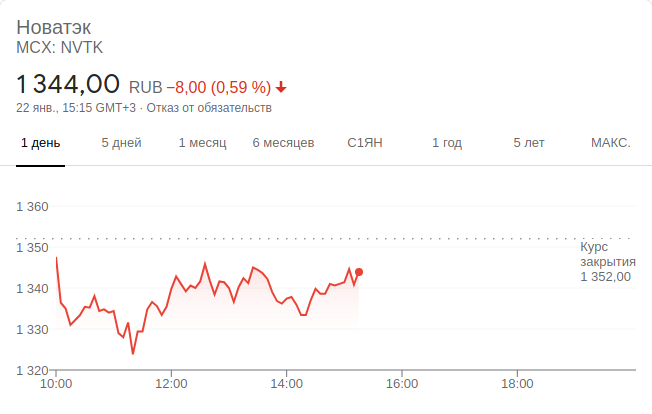 Новатэк
MCX: NVTK
1 344,00 RUB −8,00 (0,59 %)
22 янв., 15:15 GMT+3 · Отказ от обязательств
1 день 5 дней 1 месяц 6 месяцев С1ЯН 1 год 5 лет МАКС.
1 360
1 350
Курс
закрытия
1 352,00
1 340
1 330
1 320
10:00 12:00 14:00 16:00 18:00